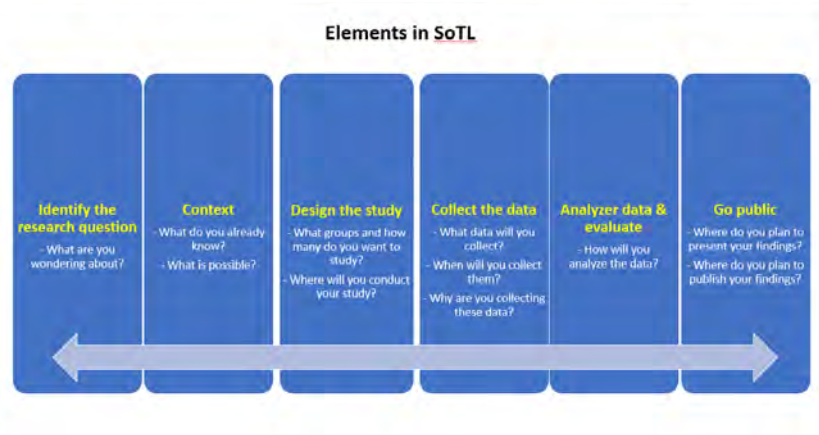 Elements in SoTL
Identify the
research question
- What are you
wondering about?
Context
- What do you already
know?
- What is possible?
Design the study
- What groups and how
many do you want to
study?
- Where will you conduct
your study?
Collect the data
- What data will you
collect?
- When will you collect
them?
- Why are you collecting
these data?
Analyzer data &
evaluate
- How will you
analyze the data?
Go public
- Where do you plan to
present your findings?
- Where do you plan to
publish your findings?